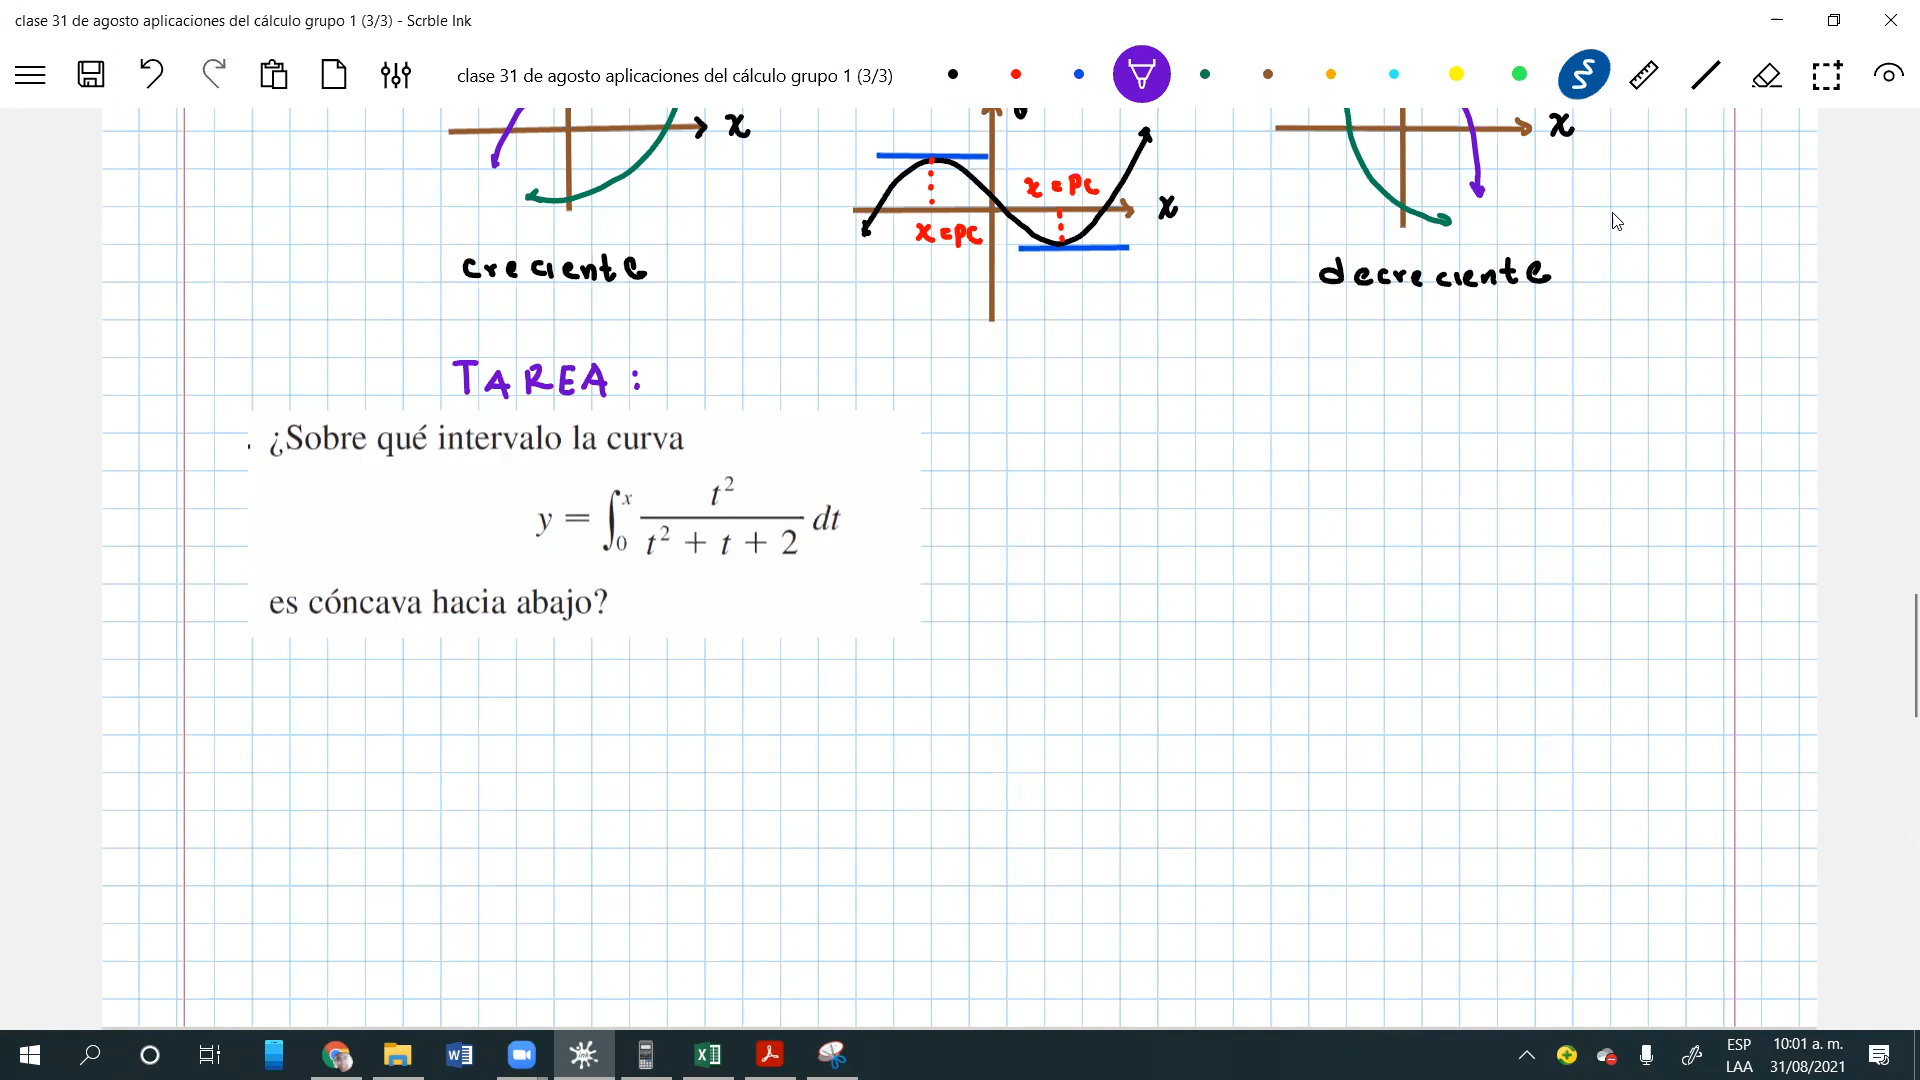 clase 31 de agosto aplicaciones del cálculo grupo 1 (3/3) - Scrble Ink
clase 31 de agosto aplicaciones del cálculo grupo 1 (3/3)
x
x
x = pc
x
x = pc
creciente
decreciente
TAREA :
¿Sobre qué intervalo la curva
y = ∫₀ˣ t² / (t² + t + 2) dt
es cóncava hacia abajo?
ESP
LAA
10:01 a. m.
31/08/2021